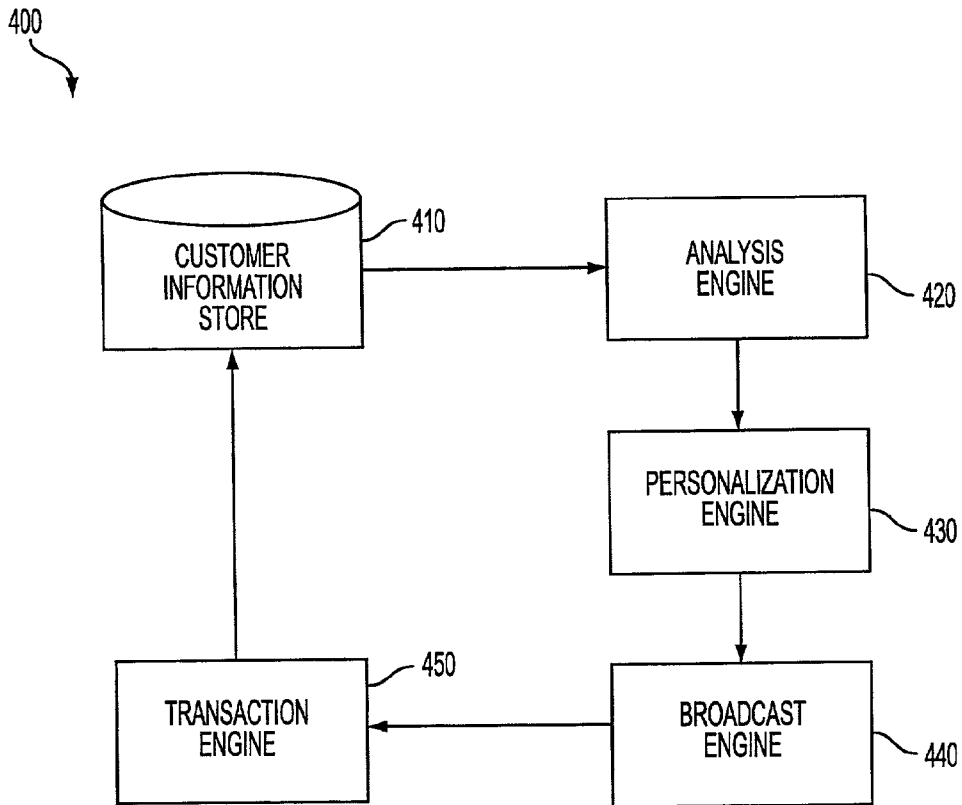 400
CUSTOMER
INFORMATION
STORE
410
ANALYSIS
ENGINE
420
PERSONALIZATION
ENGINE
430
TRANSACTION
ENGINE
450
BROADCAST
ENGINE
440